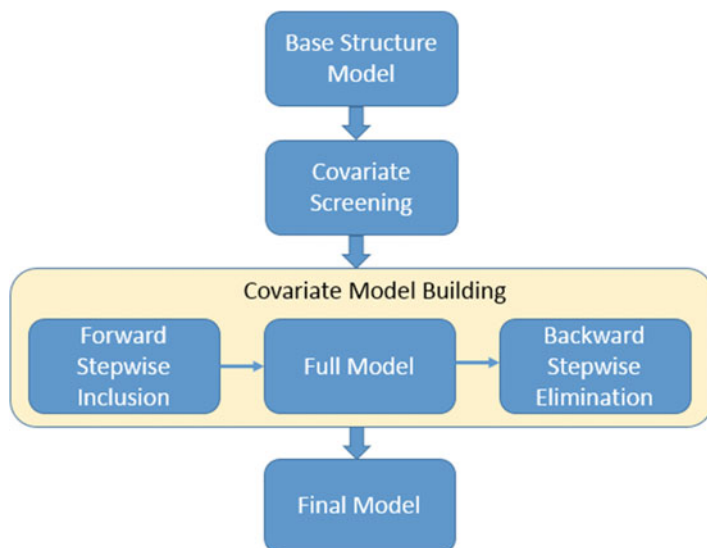 Base Structure
Model
Covariate
Screening
Covariate Model Building
Forward
Stepwise
Inclusion
Full Model
Backward
Stepwise
Elimination
Final Model